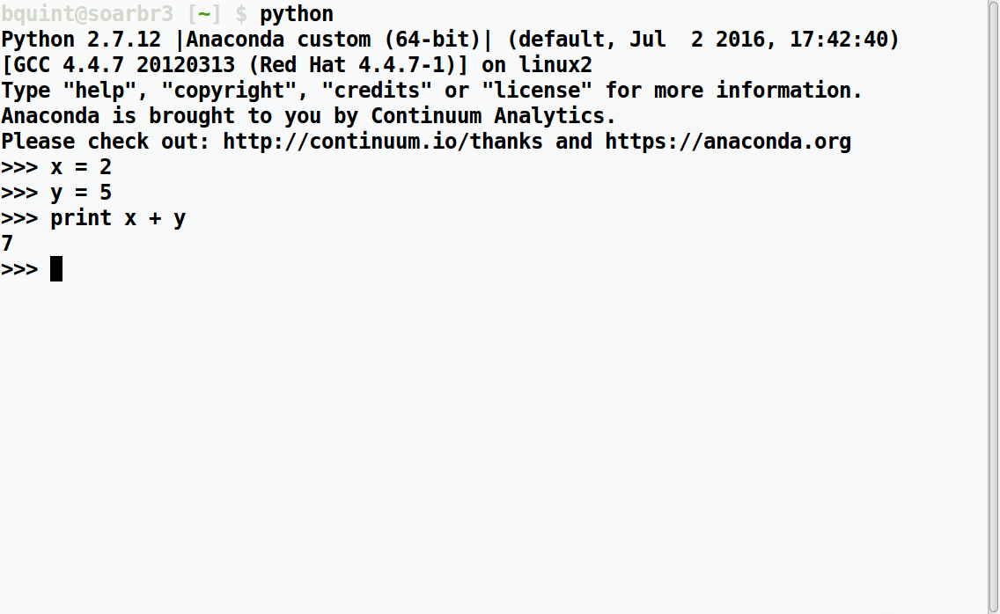 bquint@soarbr3 [~] $ python
Python 2.7.12 |Anaconda custom (64-bit)| (default, Jul  2 2016, 17:42:40)
[GCC 4.4.7 20120313 (Red Hat 4.4.7-1)] on linux2
Type "help", "copyright", "credits" or "license" for more information.
Anaconda is brought to you by Continuum Analytics.
Please check out: http://continuum.io/thanks and https://anaconda.org
>>> x = 2
>>> y = 5
>>> print x + y
7
>>>